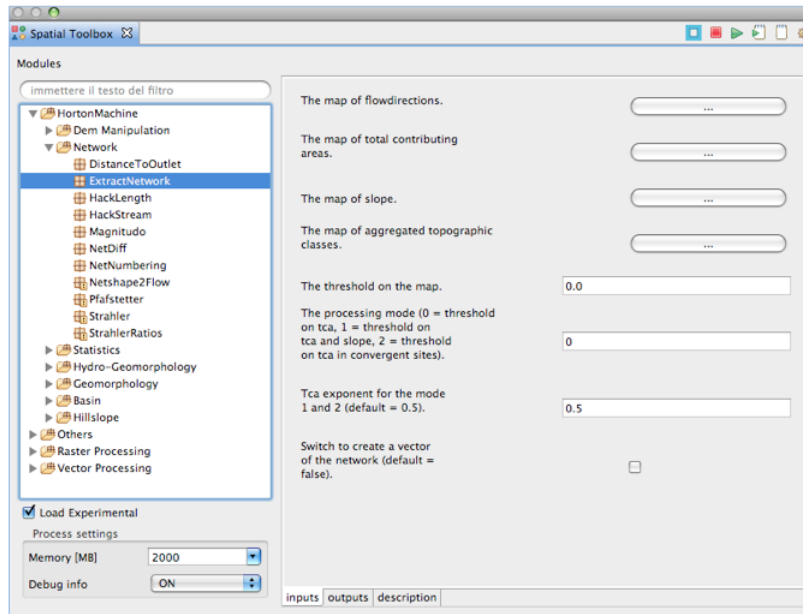 Spatial Toolbox
Modules
immettere il testo del filtro
HortonMachine
Dem Manipulation
Network
DistanceToOutlet
ExtractNetwork
HackLength
HackStream
Magnitudo
NetDiff
NetNumbering
Netshape2Flow
Pfafstetter
Strahler
StrahlerRatios
Statistics
Hydro-Geomorphology
Geomorphology
Basin
Hillslope
Others
Raster Processing
Vector Processing
Load Experimental
Process settings
Memory [MB] 2000
Debug info ON
The map of flowdirections. ...
The map of total contributing
areas. ...
The map of slope. ...
The map of aggregated topographic
classes. ...
The threshold on the map. 0.0
The processing mode (0 = threshold
on tca, 1 = threshold on
tca and slope, 2 = threshold
on tca in convergent sites). 0
Tca exponent for the mode
1 and 2 (default = 0.5). 0.5
Switch to create a vector
of the network (default =
false).
inputs outputs description